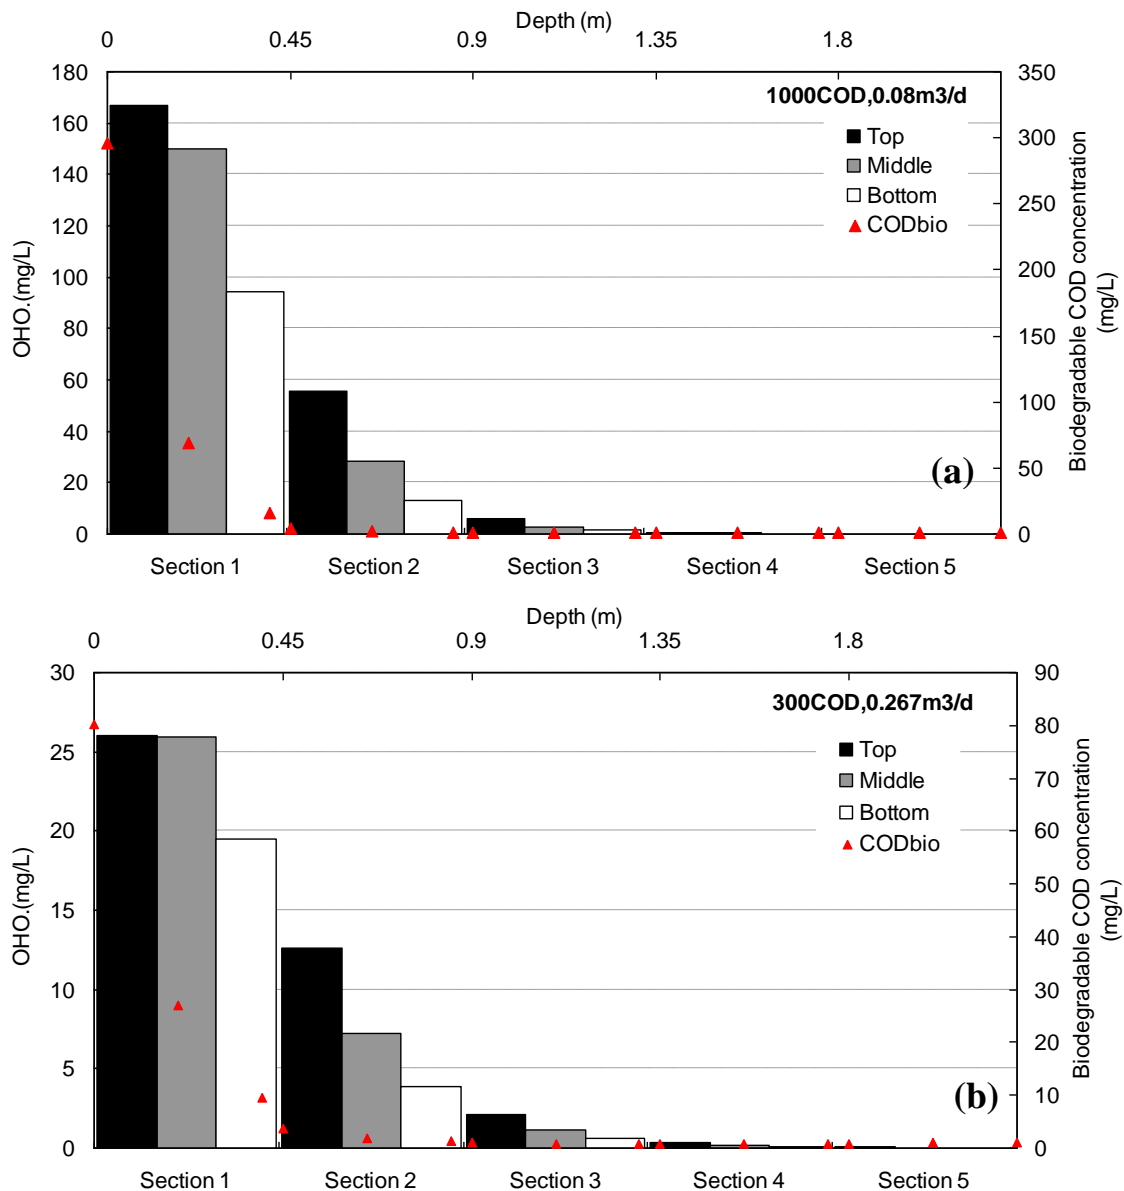 Depth (m)
0 0.45 0.9 1.35 1.8
180 350
1000COD,0.08m3/d
160 300
Top
Middle
Bottom
CODbio
140 250
120 200
100 150
80 100
60 50
40 0
20
0
OHO.(mg/L)
Biodegradable COD concentration
(mg/L)
(a)
Section 1 Section 2 Section 3 Section 4 Section 5
Depth (m)
0 0.45 0.9 1.35 1.8
30 90
300COD,0.267m3/d
25 80
Top
Middle
Bottom
CODbio
20 70
15 60
10 50
5 40
0 30
20
10
0
OHO.(mg/L)
Biodegradable COD concentration
(mg/L)
(b)
Section 1 Section 2 Section 3 Section 4 Section 5